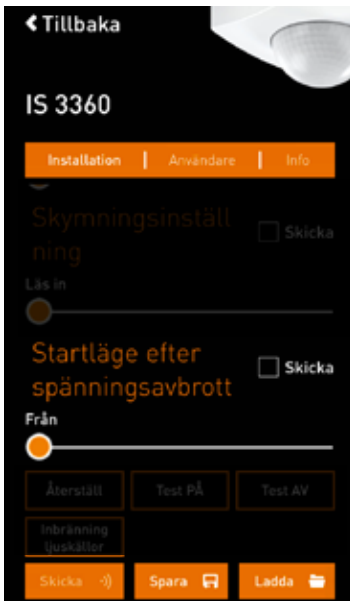 Tillbaka
IS 3360
Installation | Användare | Info
Skymningsinställ
ning
Skicka
Läs in
Startläge efter
spänningsavbrott
Skicka
Från
Återställ Test PÅ Test AV
Inbränning
ljuskällor
Skicka Spara Ladda